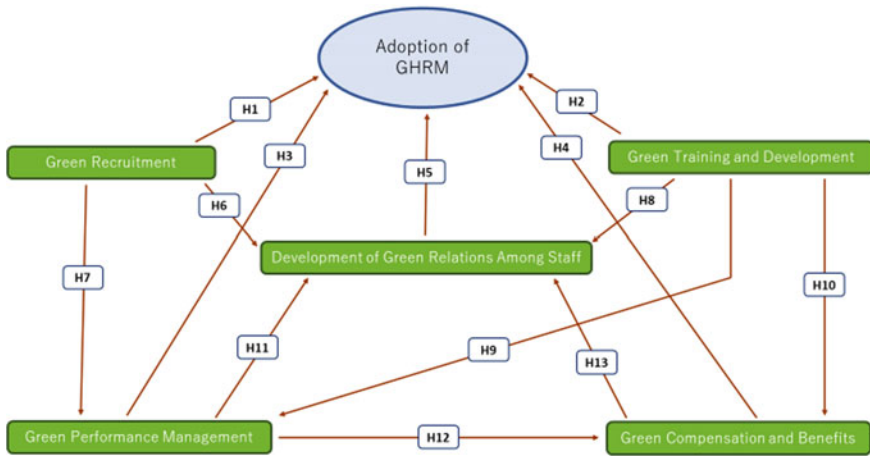 Adoption of
GHRM
H1
H2
Green Recruitment
H3
H4
Green Training and Development
H5
H6
H8
Development of Green Relations Among Staff
H7
H10
H11
H9
H13
Green Performance Management
H12
Green Compensation and Benefits